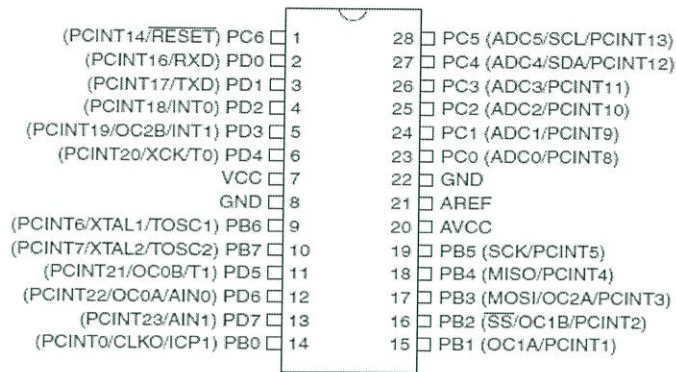 (PCINT14/RESET) PC6 1
(PCINT16/RXD) PD0 2
(PCINT17/TXD) PD1 3
(PCINT18/INT0) PD2 4
(PCINT19/OC2B/INT1) PD3 5
(PCINT20/XCK/T0) PD4 6
VCC 7
GND 8
(PCINT6/XTAL1/TOSC1) PB6 9
(PCINT7/XTAL2/TOSC2) PB7 10
(PCINT21/OC0B/T1) PD5 11
(PCINT22/OC0A/AIN0) PD6 12
(PCINT23/AIN1) PD7 13
(PCINT0/CLKO/ICP1) PB0 14
28 PC5 (ADC5/SCL/PCINT13)
27 PC4 (ADC4/SDA/PCINT12)
26 PC3 (ADC3/PCINT11)
25 PC2 (ADC2/PCINT10)
24 PC1 (ADC1/PCINT9)
23 PC0 (ADC0/PCINT8)
22 GND
21 AREF
20 AVCC
19 PB5 (SCK/PCINT5)
18 PB4 (MISO/PCINT4)
17 PB3 (MOSI/OC2A/PCINT3)
16 PB2 (SS/OC1B/PCINT2)
15 PB1 (OC1A/PCINT1)